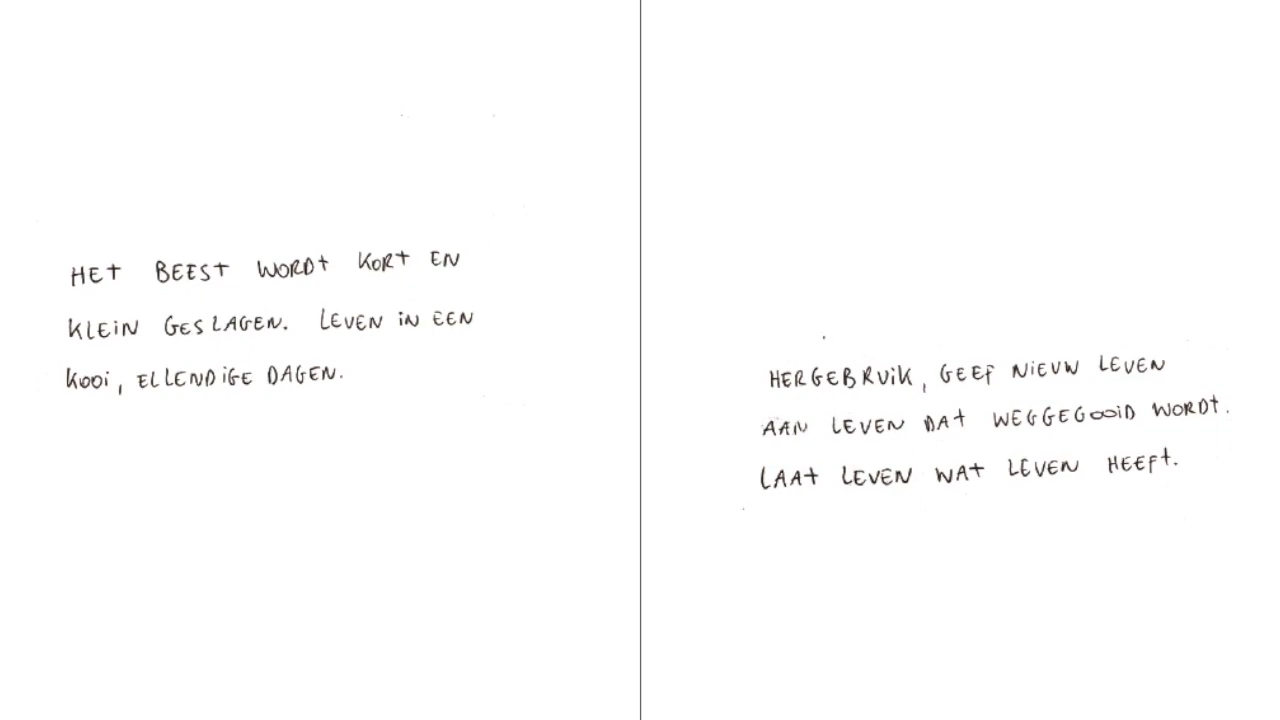 HET BEEST WORDT KORT EN
KLEIN GESLAGEN. LEVEN IN EEN
KOOI, ELLENDIGE DAGEN.
HERGEBRUIK, GEEF NIEUW LEVEN
AAN LEVEN DAT WEGGEGOOID WORDT.
LAAT LEVEN WAT LEVEN HEEFT.